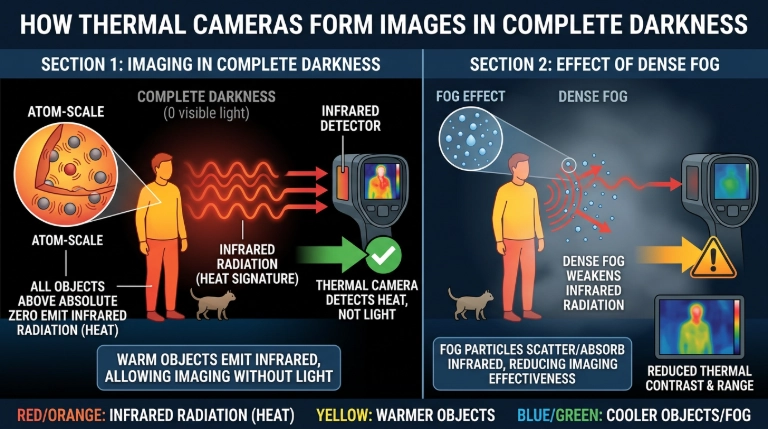 HOW THERMAL CAMERAS FORM IMAGES IN COMPLETE DARKNESS
SECTION 1: IMAGING IN COMPLETE DARKNESS
ATOM-SCALE
COMPLETE DARKNESS
(0 visible light)
INFRARED
DETECTOR
ATOM-SCALE
ALL OBJECTS
ABOVE ABSOLUTE
ZERO EMIT INFRARED
RADIATION (HEAT)
INFRARED
RADIATION
(HEAT SIGNATURE)
THERMAL CAMERA
DETECTS HEAT,
NOT LIGHT
WARM OBJECTS EMIT INFRARED,
ALLOWING IMAGING WITHOUT LIGHT
SECTION 2: EFFECT OF DENSE FOG
FOG EFFECT
DENSE FOG
DENSE FOG
WEAKENS
INFRARED
RADIATION
FOG PARTICLES SCATTER/ABSORB
INFRARED, REDUCING IMAGING
EFFECTIVENESS
REDUCED THERMAL
CONTRAST & RANGE
RED/ORANGE: INFRARED RADIATION (HEAT)
YELLOW: WARMER OBJECTS
BLUE/GREEN: COOLER OBJECTS/FOG